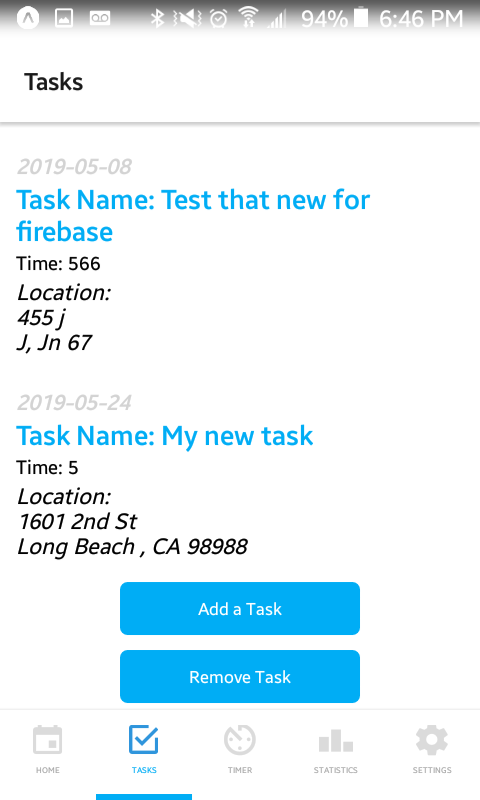 94% 6:46 PM
Tasks
2019-05-08
Task Name: Test that new for
firebase
Time: 566
Location:
455 j
J, Jn 67
2019-05-24
Task Name: My new task
Time: 5
Location:
1601 2nd St
Long Beach , CA 98988
Add a Task
Remove Task
HOME
TASKS
TIMER
STATISTICS
SETTINGS